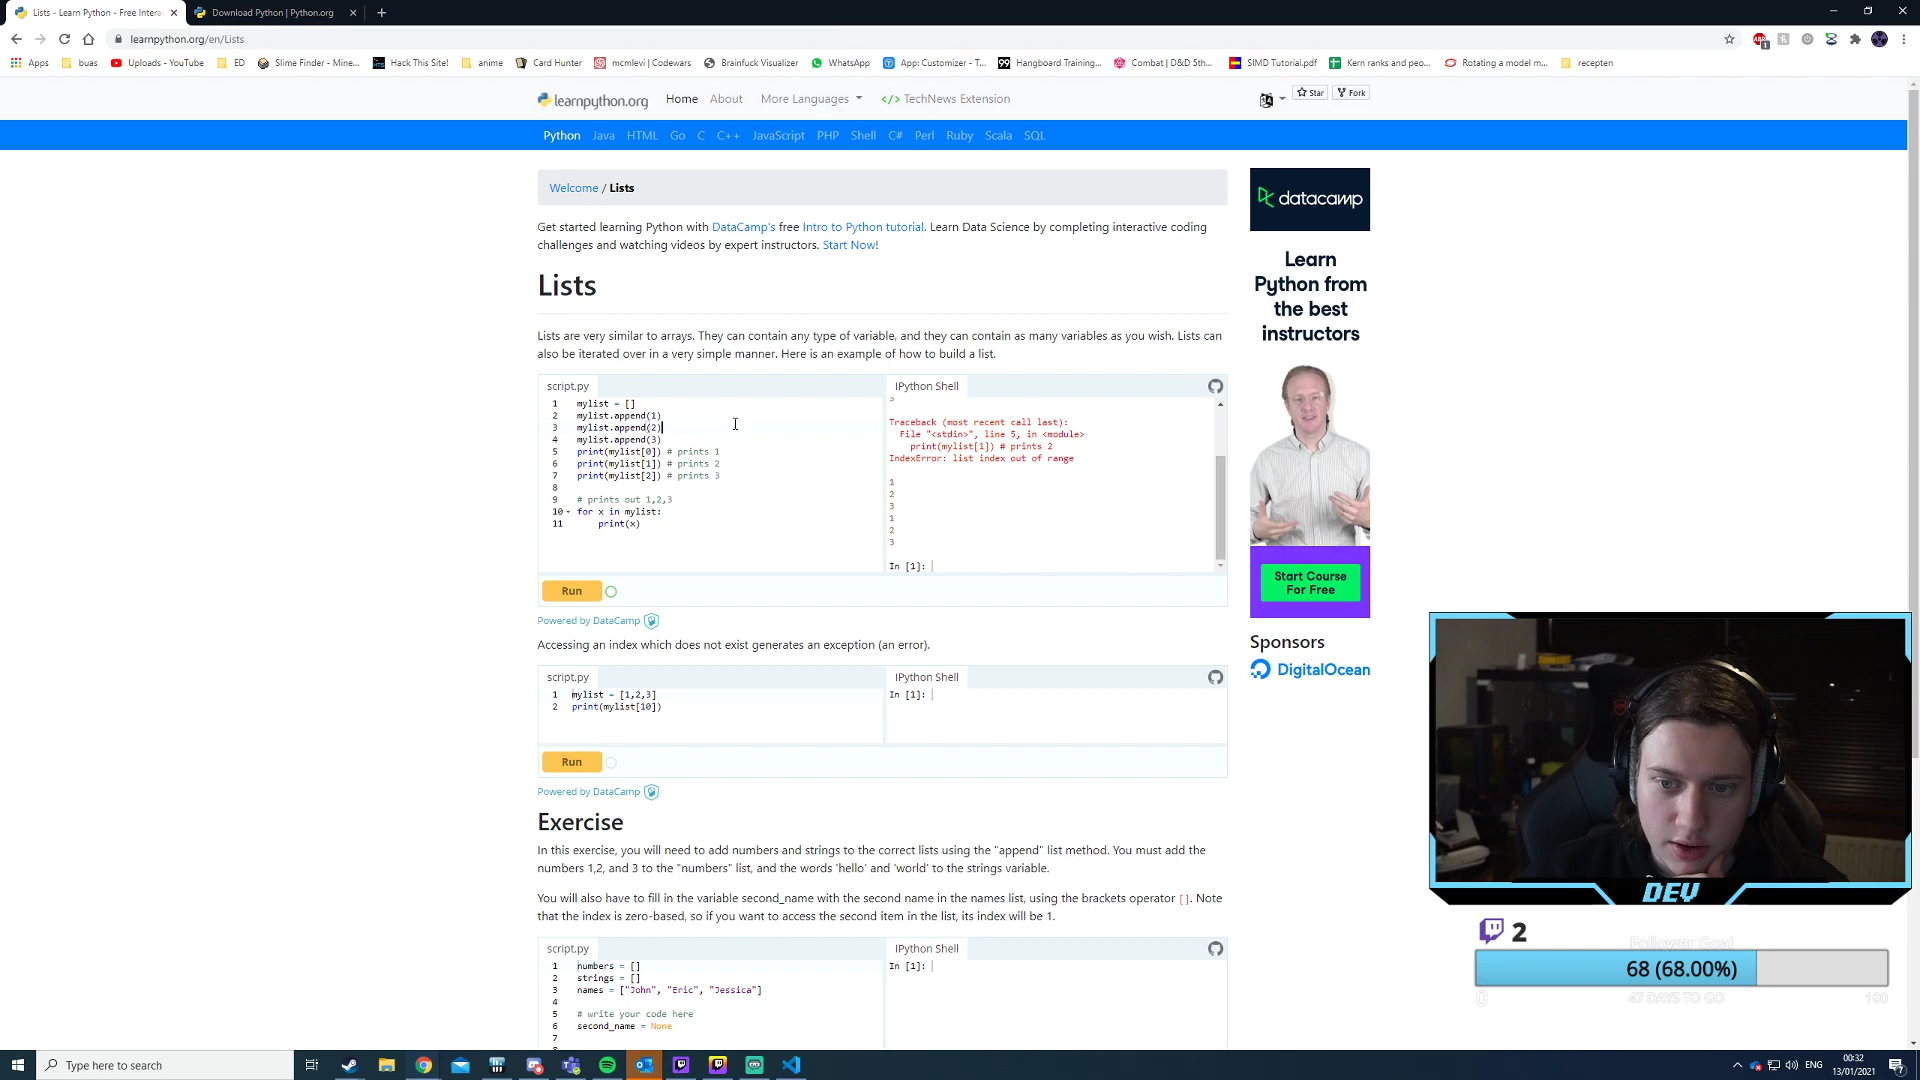 Lists - Learn Python - Free Intera
Download Python | Python.org
learnpython.org/en/Lists
Apps
buas
Uploads - YouTube
ED
Slime Finder - Mine...
Hack This Site!
anime
Card Hunter
mcmlevi | Codewars
Brainfuck Visualizer
WhatsApp
App: Customizer - T...
Hangboard Training...
Combat | D&D 5th...
SIMD Tutorial.pdf
Kern ranks and peo...
Rotating a model m...
recepten
learnpython.org
Home
About
More Languages
</> TechNews Extension
Star
Fork
Python
Java
HTML
Go
C
C++
JavaScript
PHP
Shell
C#
Perl
Ruby
Scala
SQL
Welcome / Lists
Get started learning Python with DataCamp's free Intro to Python tutorial. Learn Data Science by completing interactive coding
challenges and watching videos by expert instructors. Start Now!
Lists
Lists are very similar to arrays. They can contain any type of variable, and they can contain as many variables as you wish. Lists can
also be iterated over in a very simple manner. Here is an example of how to build a list.
script.py
1 mylist = []
2 mylist.append(1)
3 mylist.append(2)
4 mylist.append(3)
5 print(mylist[0]) # prints 1
6 print(mylist[1]) # prints 2
7 print(mylist[2]) # prints 3
8
9 # prints out 1,2,3
10 for x in mylist:
11 print(x)
IPython Shell
3
Traceback (most recent call last):
File "<stdin>", line 5, in <module>
print(mylist[1]) # prints 2
IndexError: list index out of range
1
2
3
1
2
3
In [1]:
Run
Powered by DataCamp
Accessing an index which does not exist generates an exception (an error).
script.py
1 mylist = [1,2,3]
2 print(mylist[10])
IPython Shell
In [1]:
Run
Powered by DataCamp
Exercise
In this exercise, you will need to add numbers and strings to the correct lists using the "append" list method. You must add the
numbers 1,2, and 3 to the "numbers" list, and the words 'hello' and 'world' to the strings variable.
You will also have to fill in the variable second_name with the second name in the names list, using the brackets operator []. Note
that the index is zero-based, so if you want to access the second item in the list, its index will be 1.
script.py
1 numbers = []
2 strings = []
3 names = ["John", "Eric", "Jessica"]
4
5 # write your code here
6 second_name = None
7
IPython Shell
In [1]:
datacamp
Learn
Python from
the best
instructors
Start Course
For Free
Sponsors
DigitalOcean
DEV
2
Follower Goal
68 (68.00%)
0
47 DAYS TO GO
100
Type here to search
ENG
00:32
13/01/2021